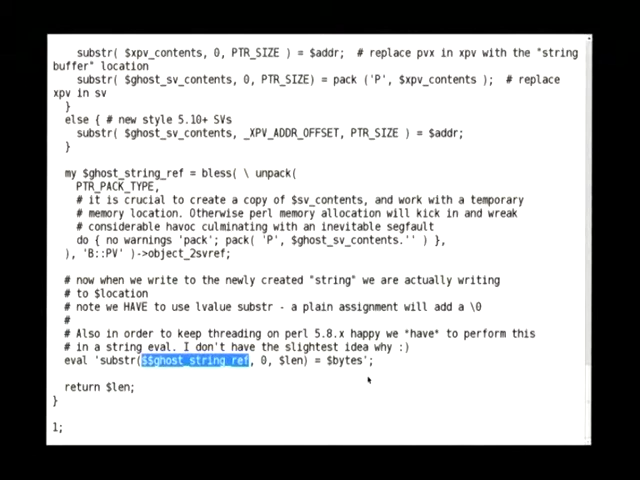 substr( $xpv_contents, 0, PTR_SIZE ) = $addr;  # replace pvx in xpv with the "string
buffer" location
substr( $ghost_sv_contents, 0, PTR_SIZE) = pack ('P', $xpv_contents );  # replace
xpv in sv
}
else { # new style 5.10+ SVs
substr( $ghost_sv_contents, _XPV_ADDR_OFFSET, PTR_SIZE ) = $addr;
}
my $ghost_string_ref = bless( \ unpack(
PTR_PACK_TYPE,
# it is crucial to create a copy of $sv_contents, and work with a temporary
# memory location. Otherwise perl memory allocation will kick in and wreak
# considerable havoc culminating with an inevitable segfault
do { no warnings 'pack'; pack( 'P', $ghost_sv_contents.'' ) },
), 'B::PV' )->object_2svref;
# now when we write to the newly created "string" we are actually writing
# to $location
# note we HAVE to use lvalue substr - a plain assignment will add a \0
#
# Also in order to keep threading on perl 5.8.x happy we *have* to perform this
# in a string eval. I don't have the slightest idea why :)
eval 'substr($$ghost_string_ref, 0, $len) = $bytes';
return $len;
}
1;